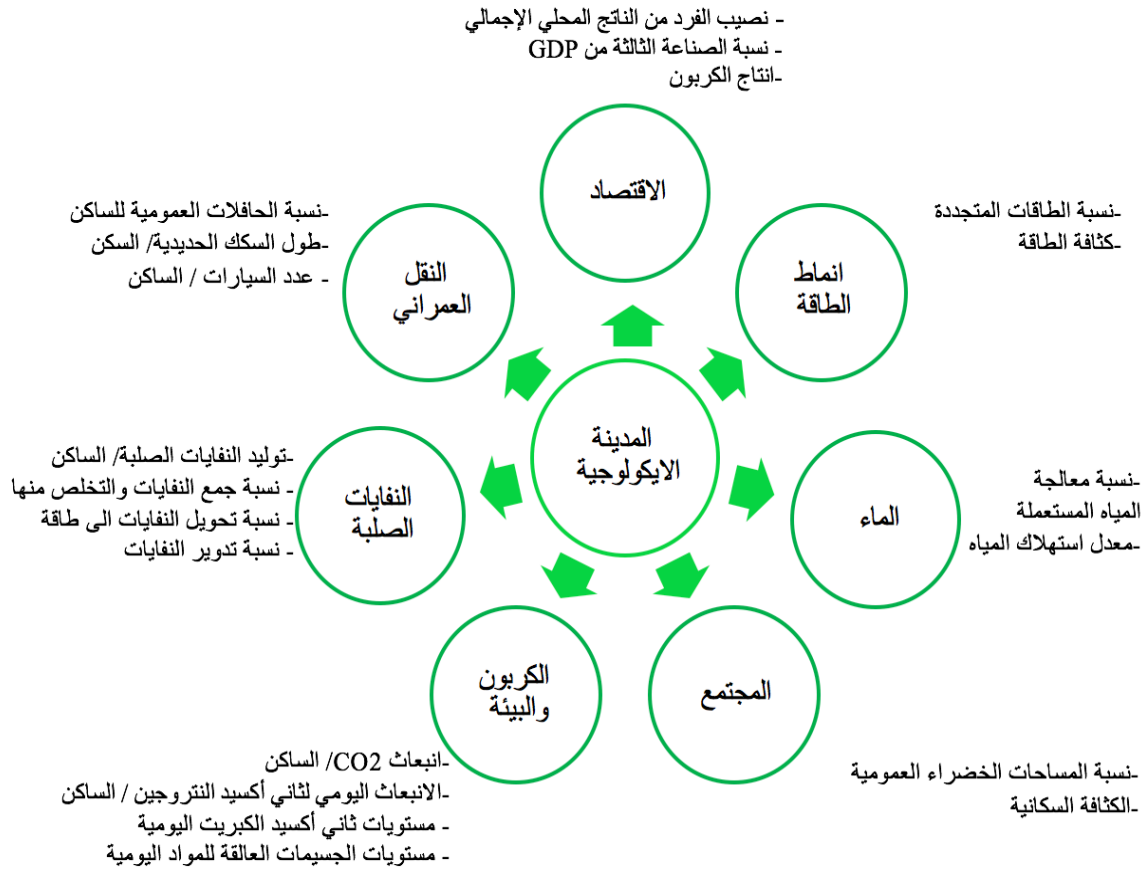 - نصيب الفرد من الناتج المحلي الإجمالي
- نسبة الصناعة الثالثة من GDP
-انتاج الكربون
الاقتصاد
-نسبة الطاقات المتجددة
-كثافة الطاقة
انماط
الطاقة
-نسبة معالجة
المياه المستعملة
-معدل استهلاك المياه
الماء
-نسبة المساحات الخضراء العمومية
-الكثافة السكانية
المجتمع
الكربون
والبيئة
-انبعاث CO2/ الساكن
-الانبعاث اليومي لثاني أكسيد النتروجين / الساكن
- مستويات ثاني أكسيد الكبريت اليومية
- مستويات الجسيمات العالقة للمواد اليومية
النفايات
الصلبة
-توليد النفايات الصلبة/ الساكن
- نسبة جمع النفايات والتخلص منها
- نسبة تحويل النفايات الى طاقة
- نسبة تدوير النفايات
النقل
العمراني
-نسبة الحافلات العمومية للساكن
-طول السكك الحديدية/ السكن
- عدد السيارات / الساكن
المدينة
الايكولوجية